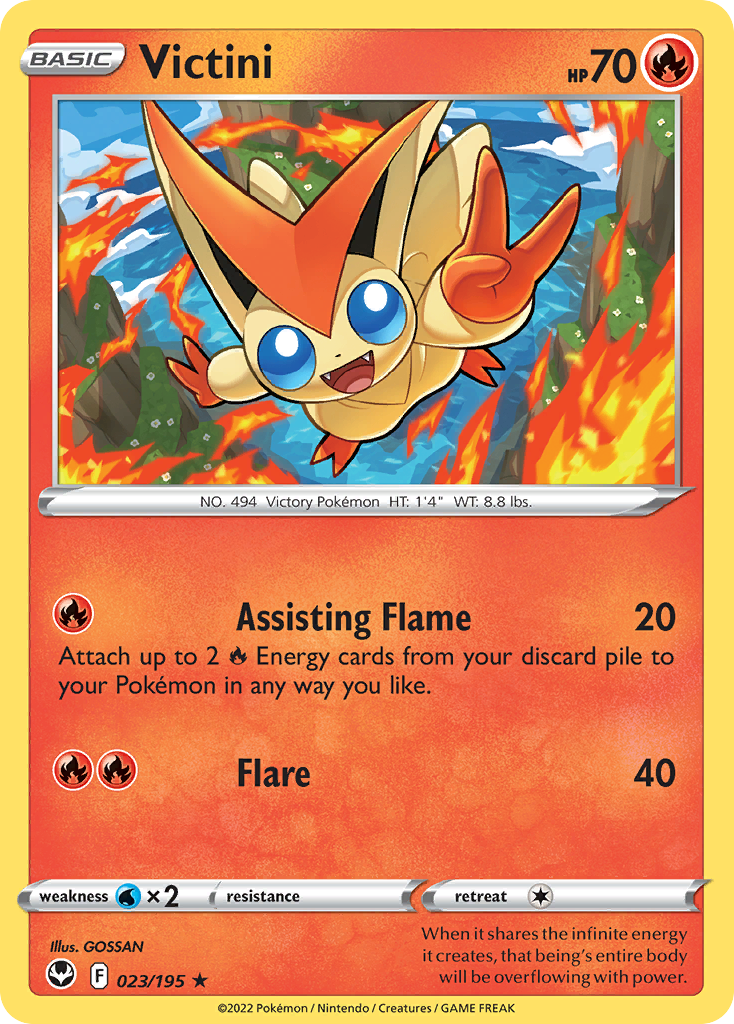 BASIC
Victini
HP 70
NO. 494 Victory Pokémon HT: 1'4" WT: 8.8 lbs.
Assisting Flame 20
Attach up to 2 Energy cards from your discard pile to
your Pokémon in any way you like.
Flare 40
weakness ×2 resistance retreat
When it shares the infinite energy
it creates, that being's entire body
will be overflowing with power.
Illus. GOSSAN
F 023/195 ★
©2022 Pokémon / Nintendo / Creatures / GAME FREAK